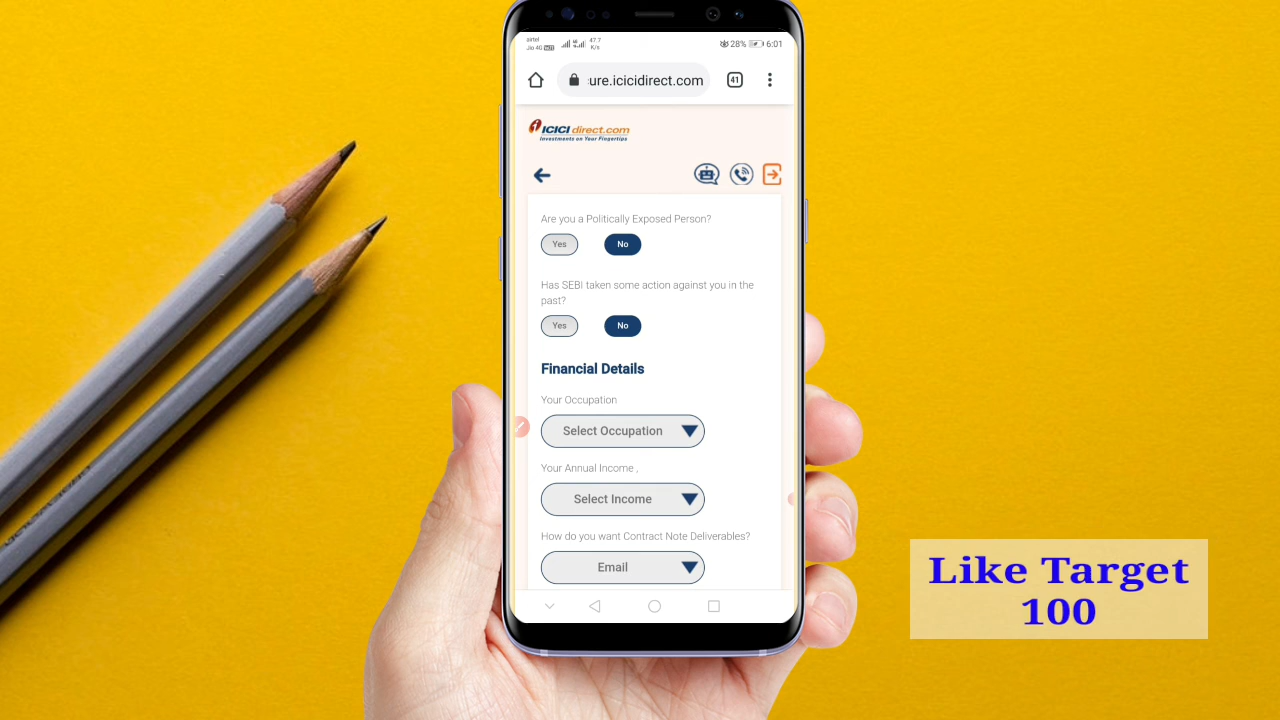 airtel
Jio 4G
47.7
K/s
28%
6:01
ure.icicidirect.com
41
ICICI direct.com
Investments on Your Fingertips
Are you a Politically Exposed Person?
Yes
No
Has SEBI taken some action against you in the
past?
Yes
No
Financial Details
Your Occupation
Select Occupation
Your Annual Income ,
Select Income
How do you want Contract Note Deliverables?
Email
Like Target
100